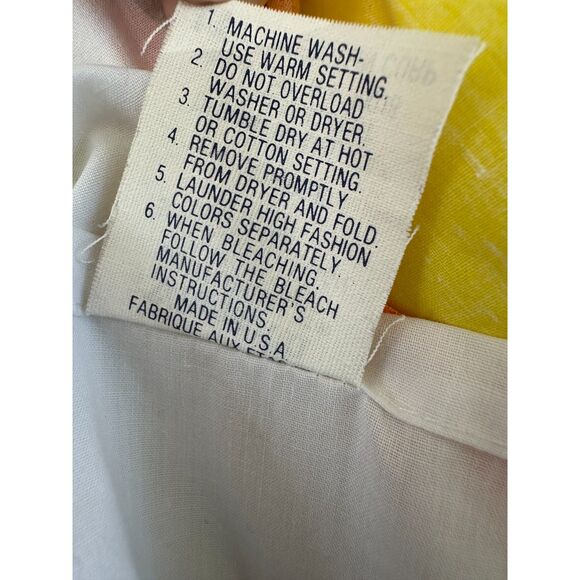 1. MACHINE WASH-
USE WARM SETTING.
2. DO NOT OVERLOAD
WASHER OR DRYER.
3. TUMBLE DRY AT HOT
OR COTTON SETTING.
4. REMOVE PROMPTLY
FROM DRYER AND FOLD.
5. LAUNDER HIGH FASHION
COLORS SEPARATELY.
6. WHEN BLEACHING,
FOLLOW THE BLEACH
MANUFACTURER'S
INSTRUCTIONS.
MADE IN U.S.A
FABRIQUE AUX